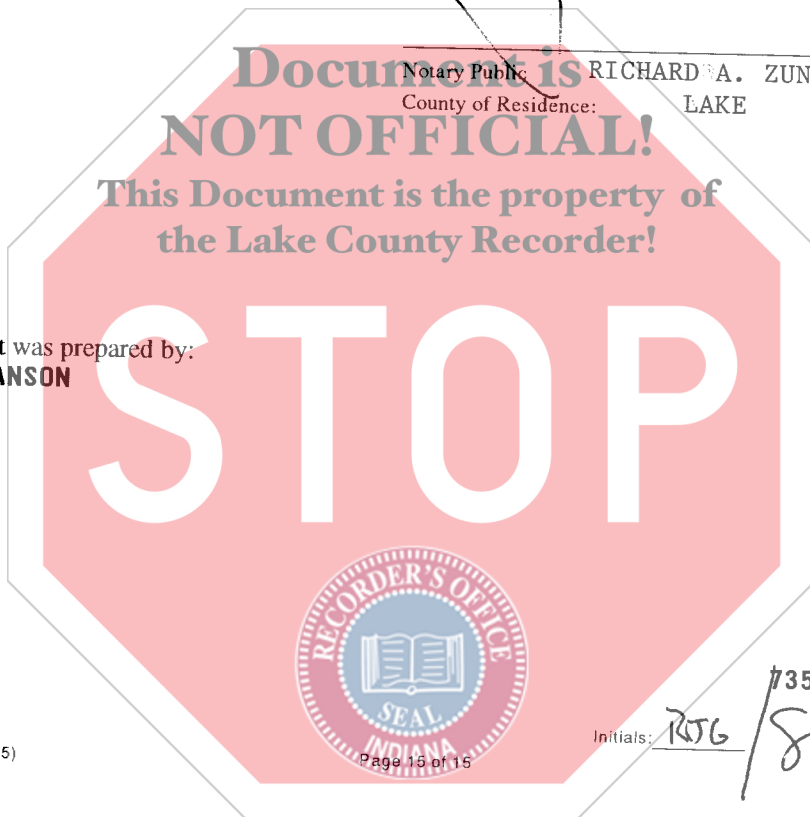 Document is
NOT OFFICIAL!
This Document is the property of
the Lake County Recorder!
Notary Public RICHARD A. ZUN
County of Residence: LAKE
t was prepared by:
ANSON
STOP
RECORDER'S OFFICE
SEAL
INDIANA
735
Initials: RTG / 8
5)
Page 15 of 15